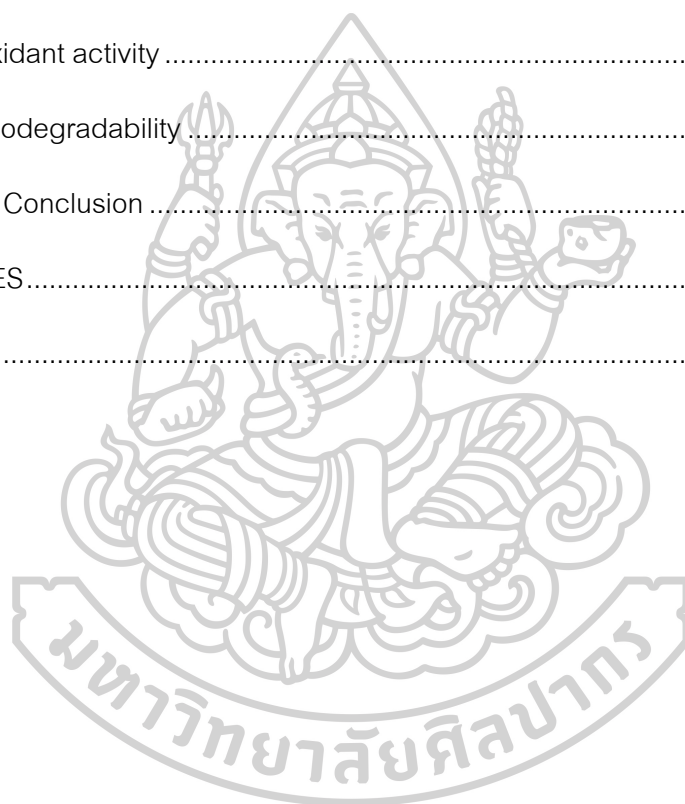 xidant activity ........................................................................
odegradability ....................................................................
Conclusion ........................................................................
ES.........................................................................................
............................................................................................
มหาวิทยาลัยศิลปากร